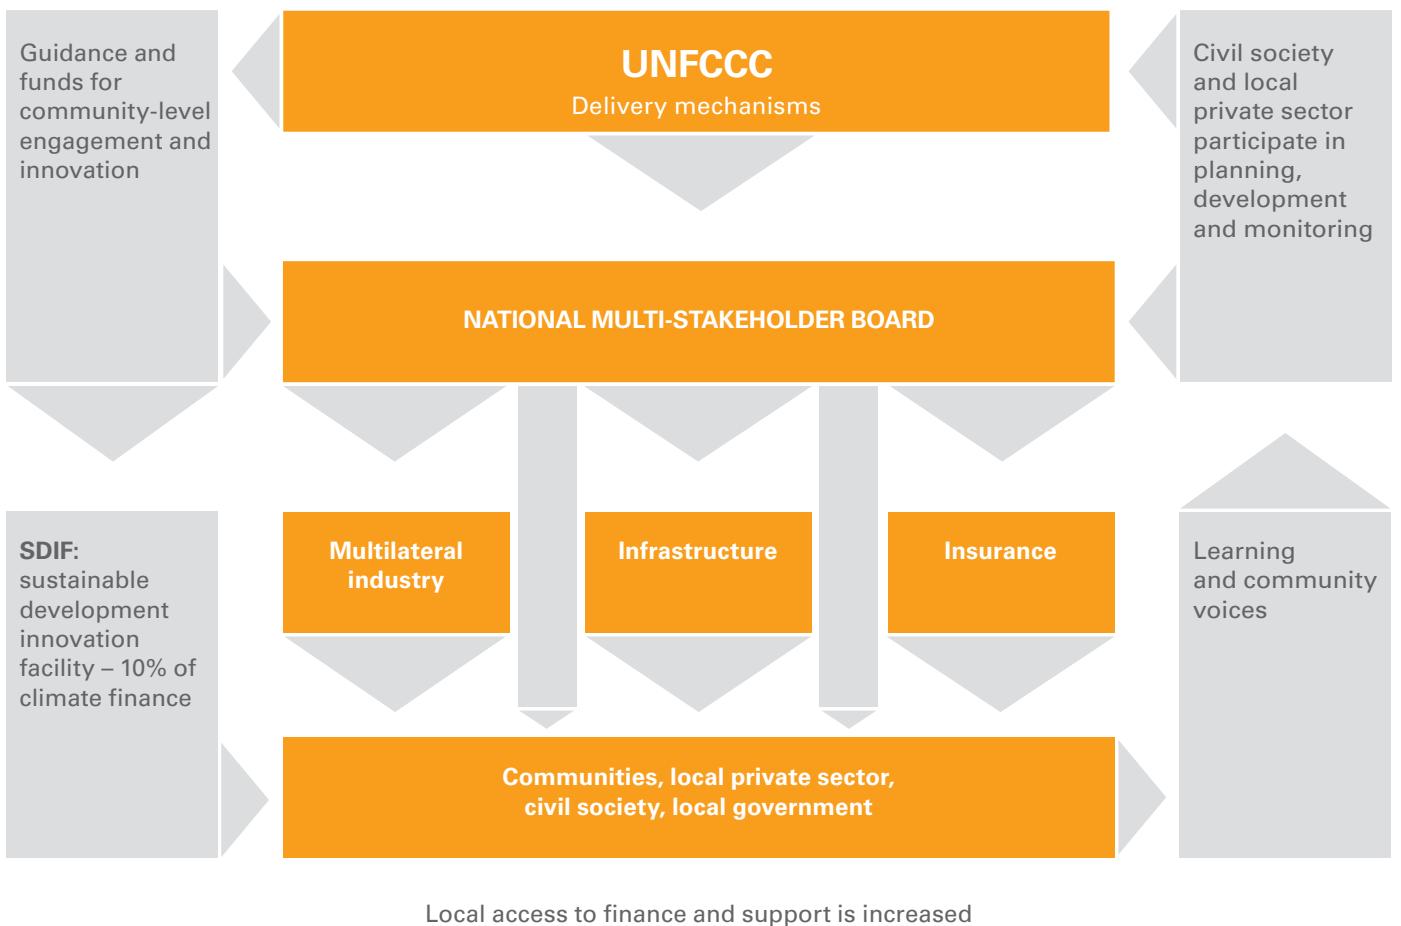 Guidance and
funds for
community-level
engagement and
innovation
UNFCCC
Delivery mechanisms
Civil society
and local
private sector
participate in
planning,
development
and monitoring
NATIONAL MULTI-STAKEHOLDER BOARD
SDIF:
sustainable
development
innovation
facility – 10% of
climate finance
Multilateral
industry
Infrastructure
Insurance
Learning
and community
voices
Communities, local private sector,
civil society, local government
Local access to finance and support is increased